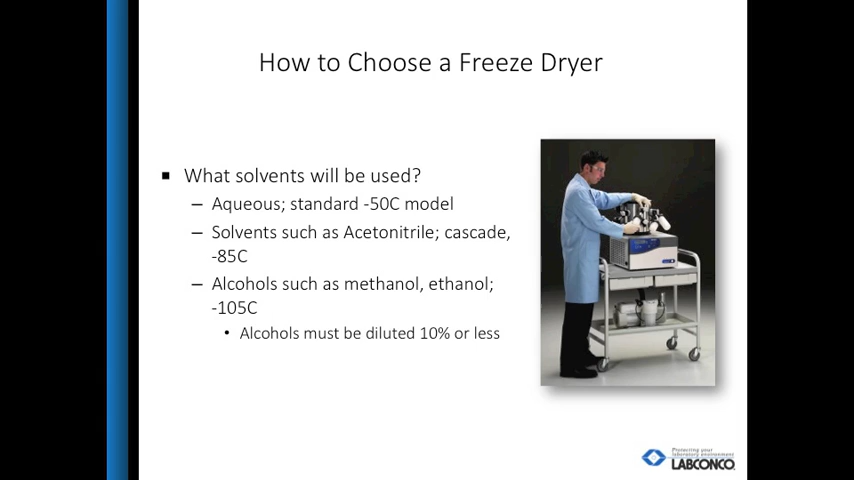 How to Choose a Freeze Dryer
■ What solvents will be used?
– Aqueous; standard -50C model
– Solvents such as Acetonitrile; cascade,
-85C
– Alcohols such as methanol, ethanol;
-105C
• Alcohols must be diluted 10% or less
Protecting your
laboratory environment
LABCONCO